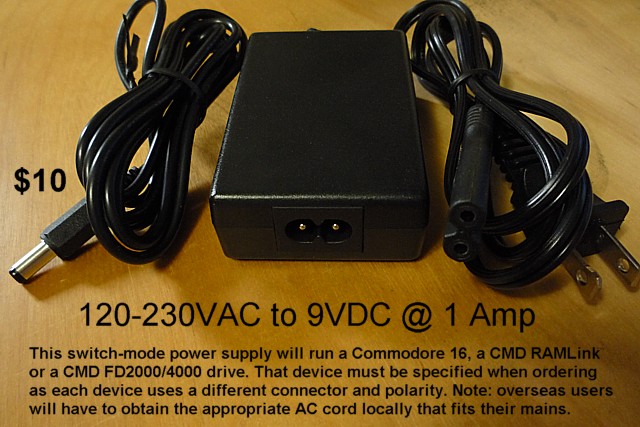 $10
120-230VAC to 9VDC @ 1 Amp
This switch-mode power supply will run a Commodore 16, a CMD RAMLink
or a CMD FD2000/4000 drive. That device must be specified when ordering
as each device uses a different connector and polarity. Note: overseas users
will have to obtain the appropriate AC cord locally that fits their mains.